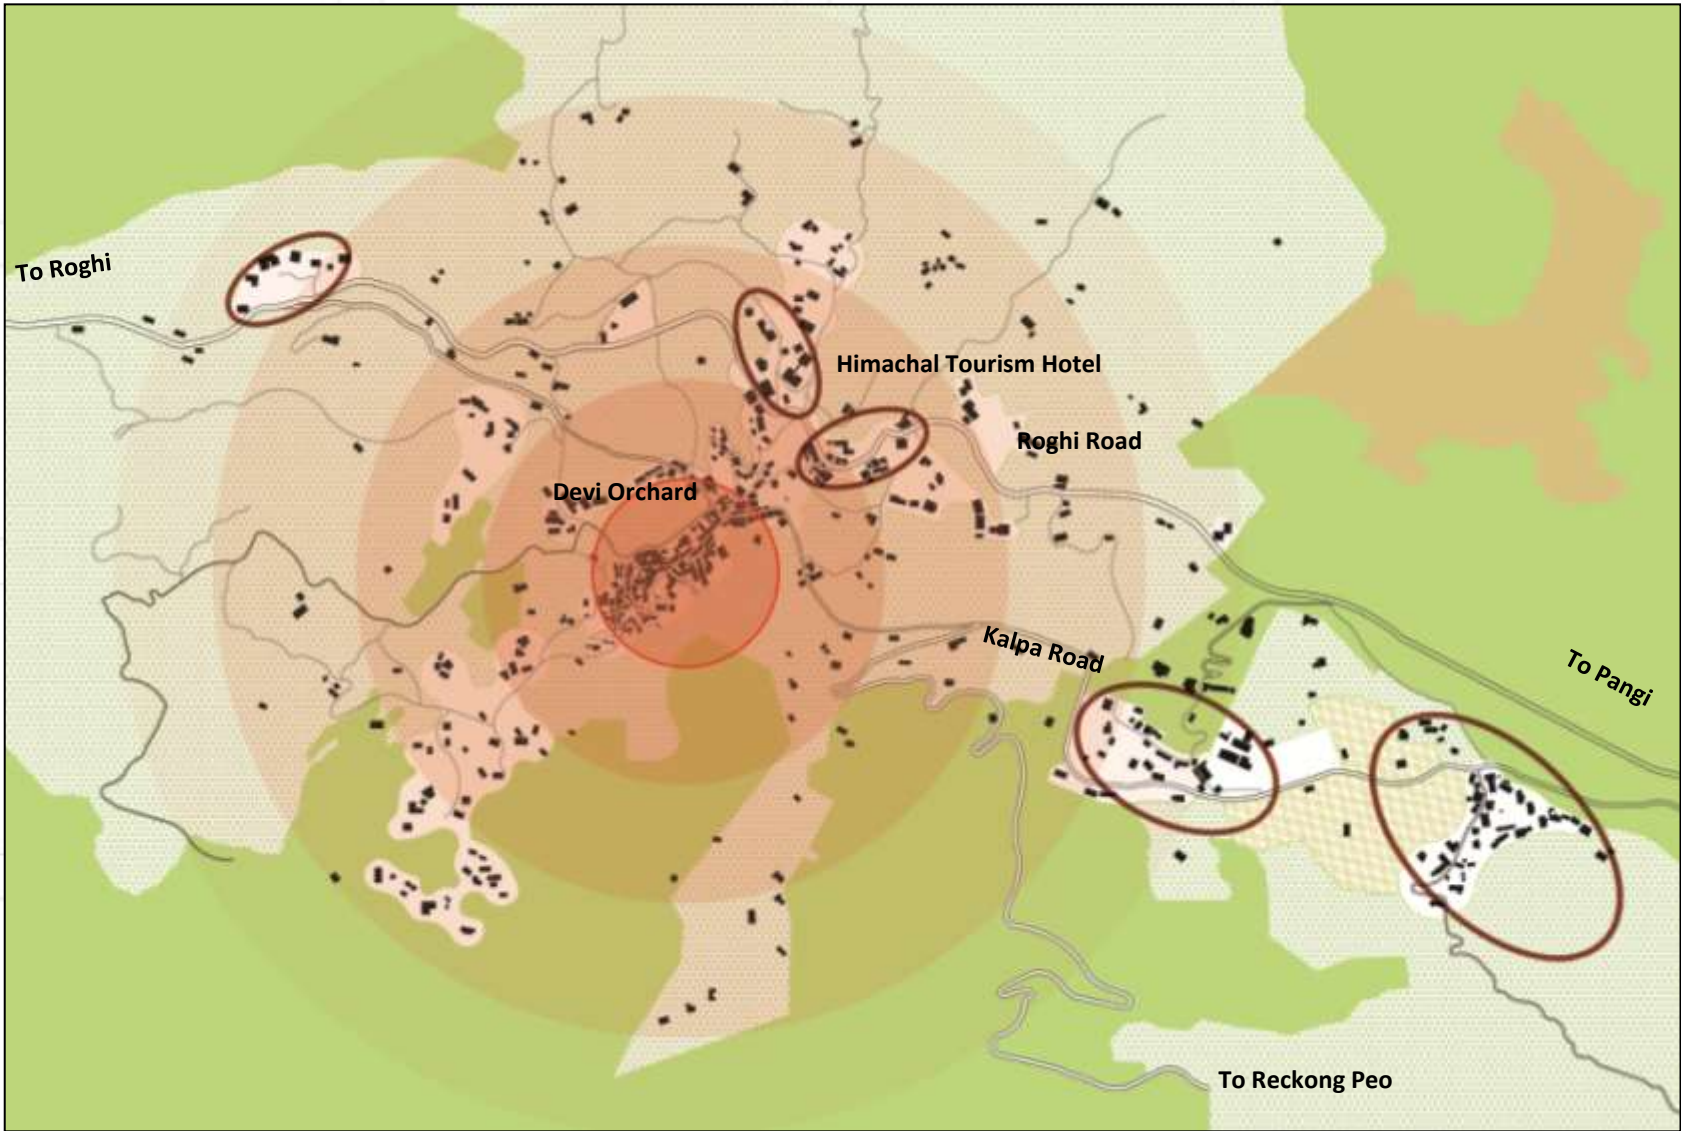 To Roghi
Himachal Tourism Hotel
Roghi Road
Devi Orchard
Kalpa Road
To Pangi
To Reckong Peo